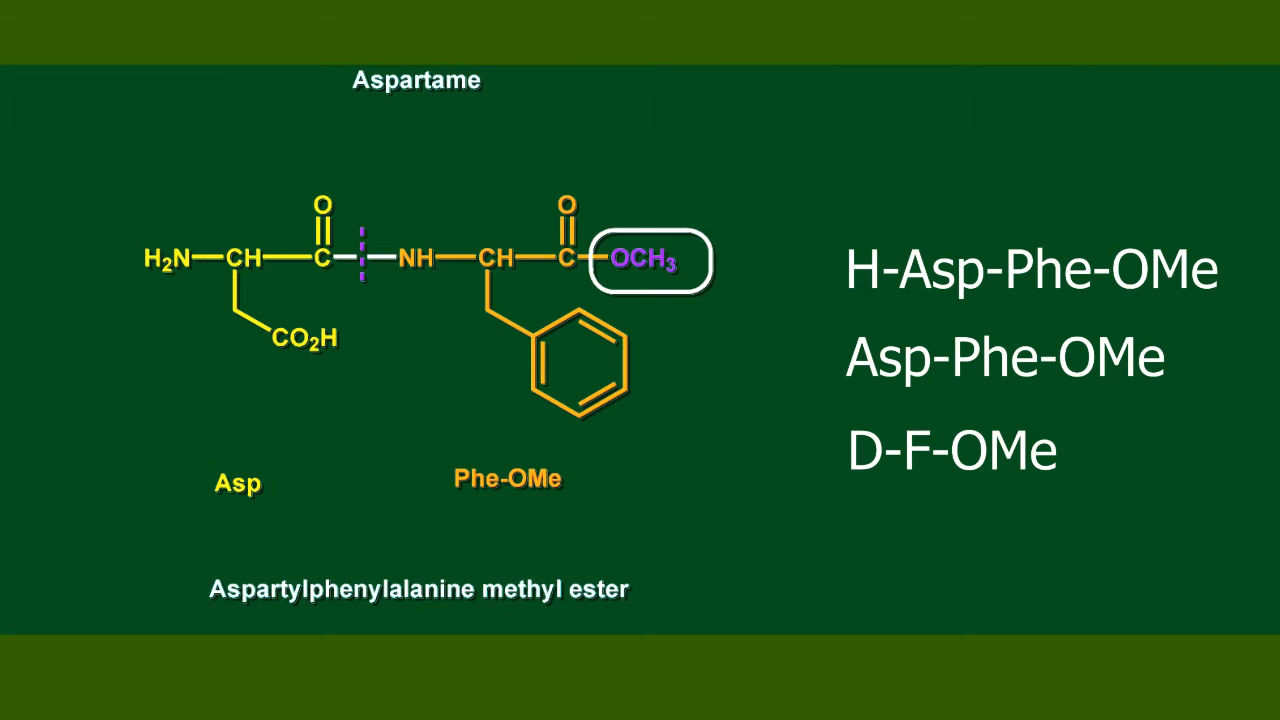 Aspartame
O O
H₂N CH C NH CH C OCH₃
CO₂H
H-Asp-Phe-OMe
Asp-Phe-OMe
D-F-OMe
Asp Phe-OMe
Aspartylphenylalanine methyl ester